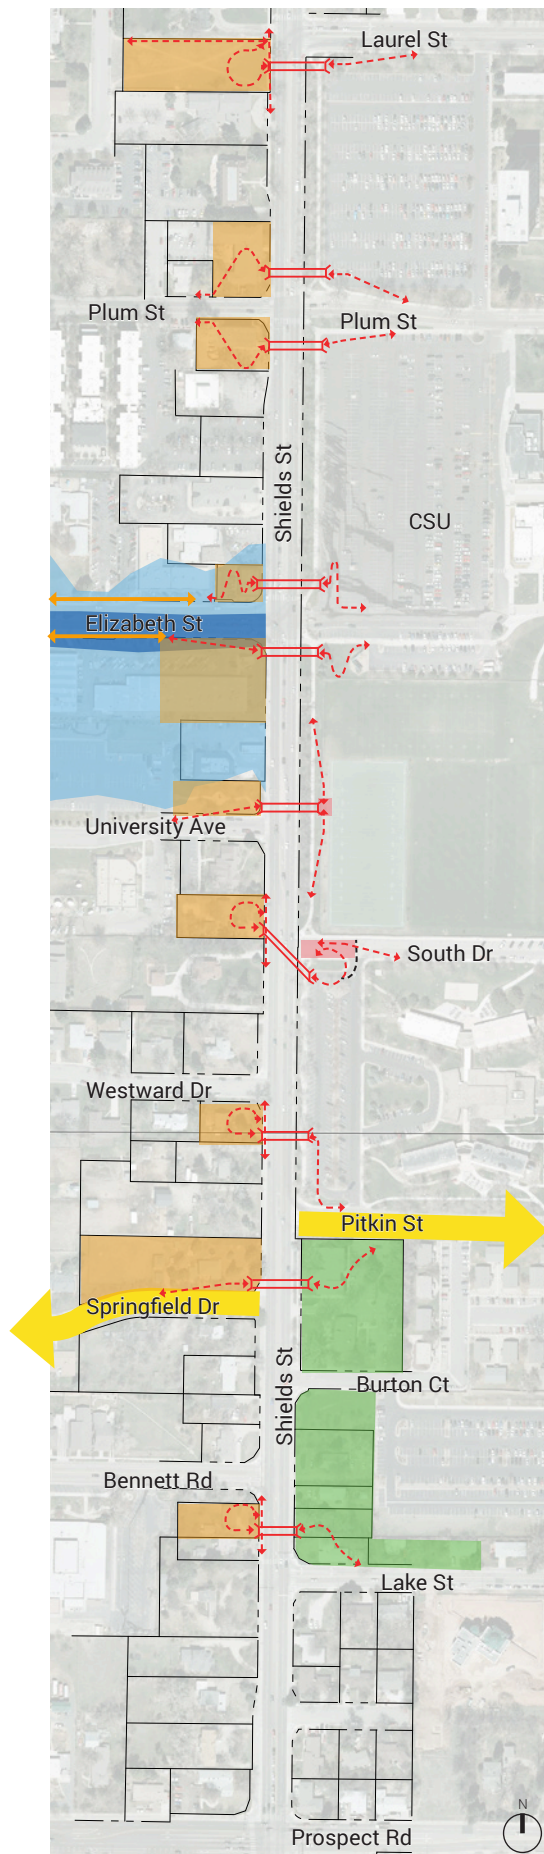 Laurel St
Plum St
Plum St
Shields St
CSU
Elizabeth St
University Ave
South Dr
Westward Dr
Pitkin St
Springfield Dr
Shields St
Burton Ct
Bennett Rd
Lake St
N
Prospect Rd